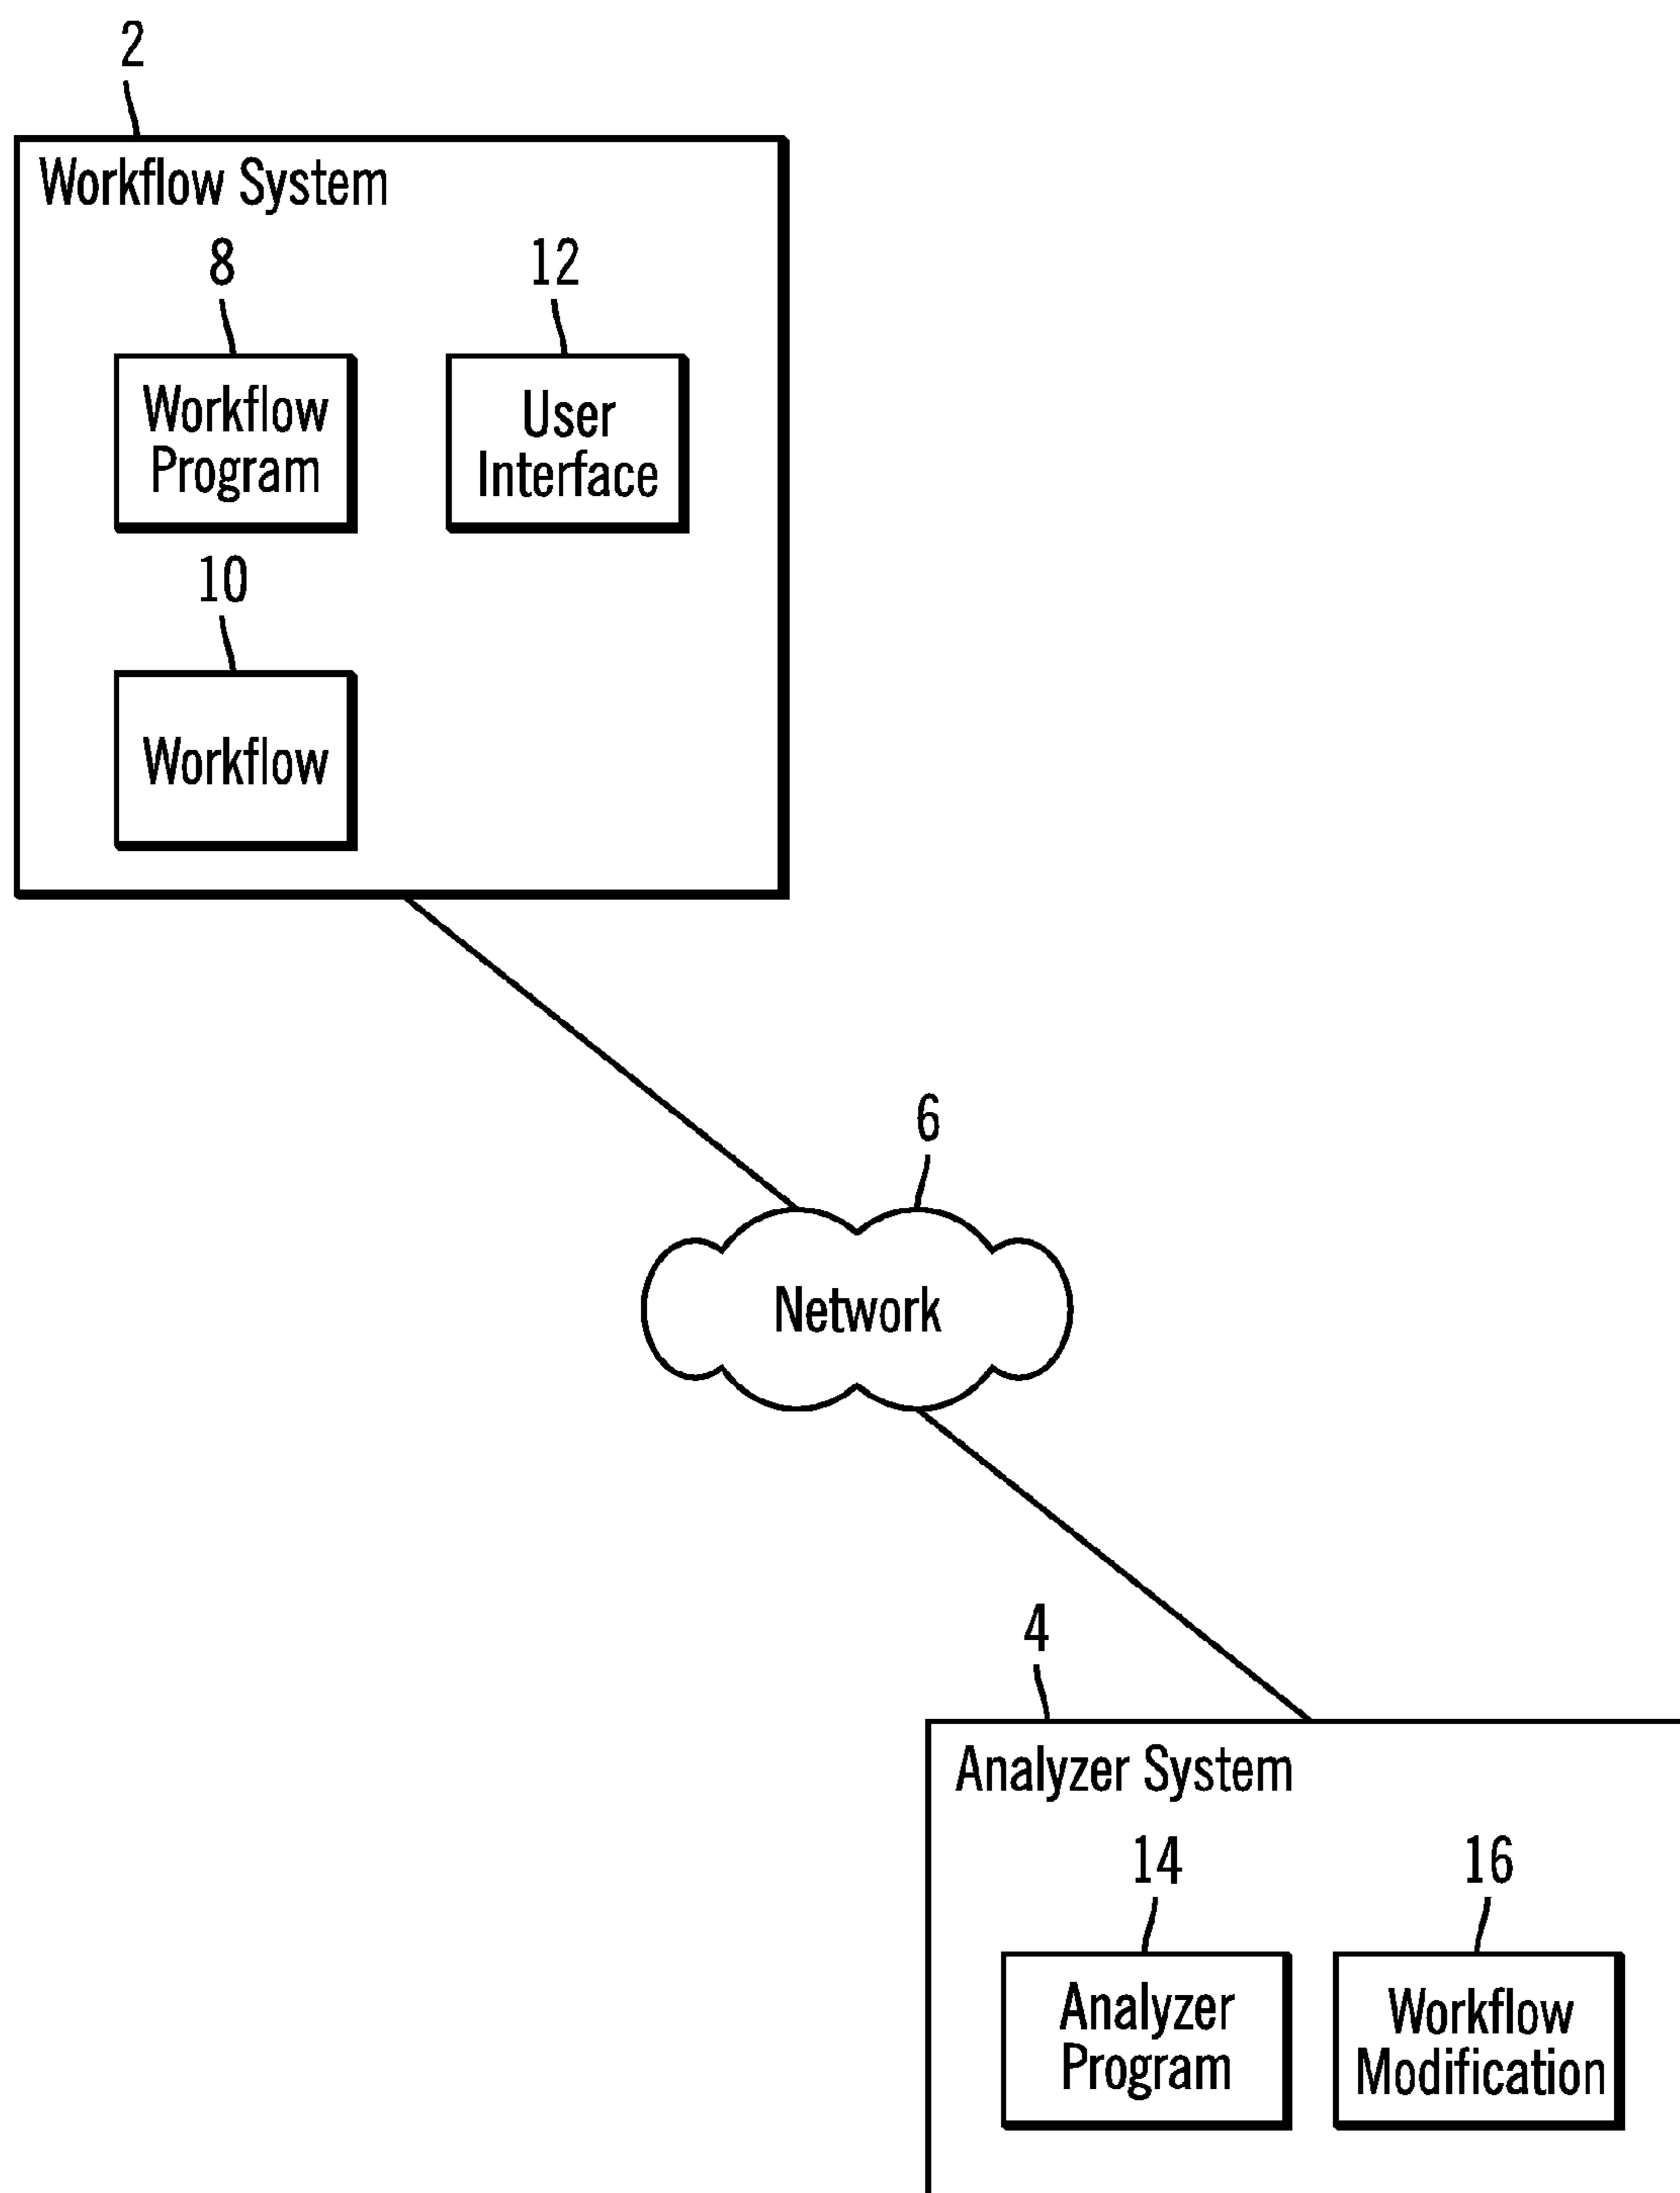 2
Workflow System
8
12
Workflow
Program
User
Interface
10
Workflow
6
Network
4
Analyzer System
14
16
Analyzer
Program
Workflow
Modification